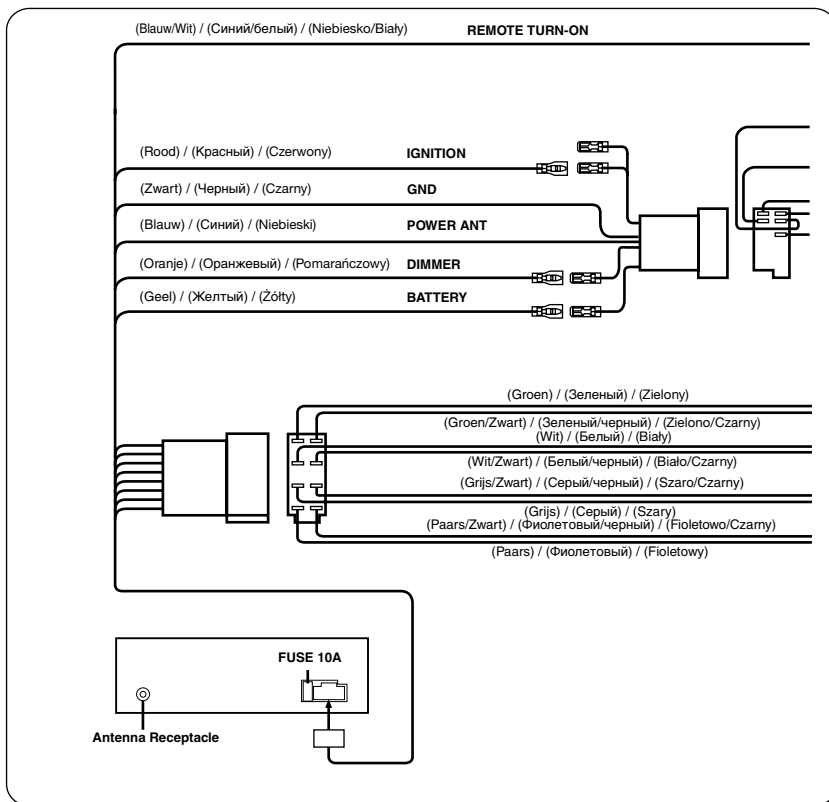 (Blauw/Wit) / (Синий/белый) / (Niebiesko/Biały) REMOTE TURN-ON
(Rood) / (Красный) / (Czerwony) IGNITION
(Zwart) / (Черный) / (Czarny) GND
(Blauw) / (Синий) / (Niebieski) POWER ANT
(Oranje) / (Оранжевый) / (Pomarańczowy) DIMMER
(Geel) / (Желтый) / (Żółty) BATTERY
(Groen) / (Зеленый) / (Zielony)
(Groen/Zwart) / (Зеленый/черный) / (Zielono/Czarny)
(Wit) / (Белый) / (Biały)
(Wit/Zwart) / (Белый/черный) / (Biało/Czarny)
(Grijs/Zwart) / (Серый/черный) / (Szaro/Czarny)
(Grijs) / (Серый) / (Szary)
(Paars/Zwart) / (Фиолетовый/черный) / (Fioletowo/Czarny)
(Paars) / (Фиолетовый) / (Fioletowy)
FUSE 10A
Antenna Receptacle